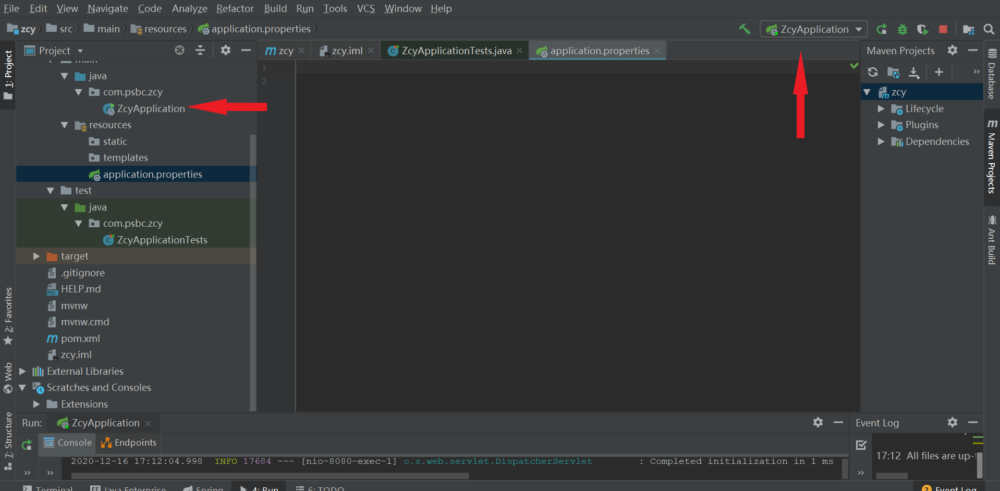 File Edit View Navigate Code Analyze Refactor Build Run Tools VCS Window Help
zcy src main resources application.properties ZcyApplication
Project
zcy zcy.iml ZcyApplicationTests.java application.properties
Maven Projects
1: Project
2: Favorites
Web
7: Structure
main
java
com.psbc.zcy
ZcyApplication
resources
static
templates
application.properties
test
java
com.psbc.zcy
ZcyApplicationTests
target
.gitignore
HELP.md
mvnw
mvnw.cmd
pom.xml
zcy.iml
External Libraries
Scratches and Consoles
Extensions
1
2
zcy
Lifecycle
Plugins
Dependencies
Database
Maven Projects
Ant Build
Run: ZcyApplication
Console Endpoints
2020-12-16 17:12:04.998 INFO 17684 --- [nio-8080-exec-1] o.s.web.servlet.DispatcherServlet : Completed initialization in 1 ms
Event Log
17:12 All files are up-t
Terminal Java Enterprise Spring 4: Run 6: TODO 2 Event Log